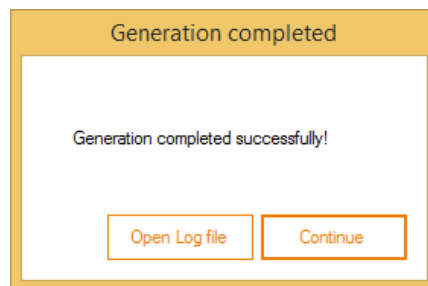 Generation completed
Generation completed successfully!
Open Log file
Continue